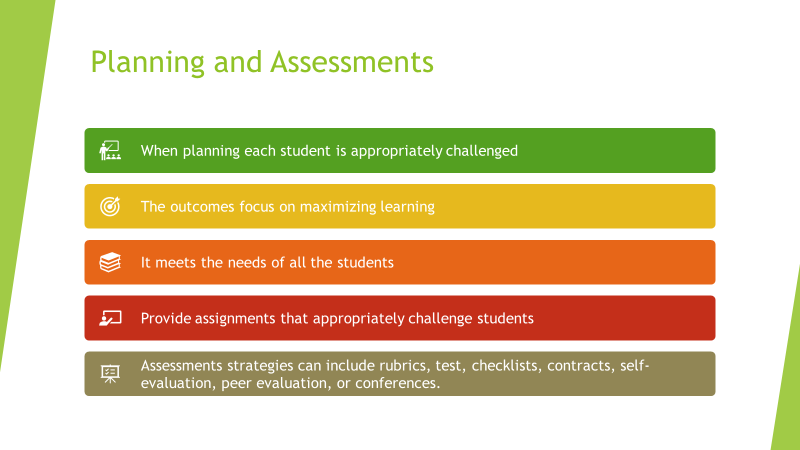 Planning and Assessments
When planning each student is appropriately challenged
The outcomes focus on maximizing learning
It meets the needs of all the students
Provide assignments that appropriately challenge students
Assessments strategies can include rubrics, test, checklists, contracts, self-
evaluation, peer evaluation, or conferences.